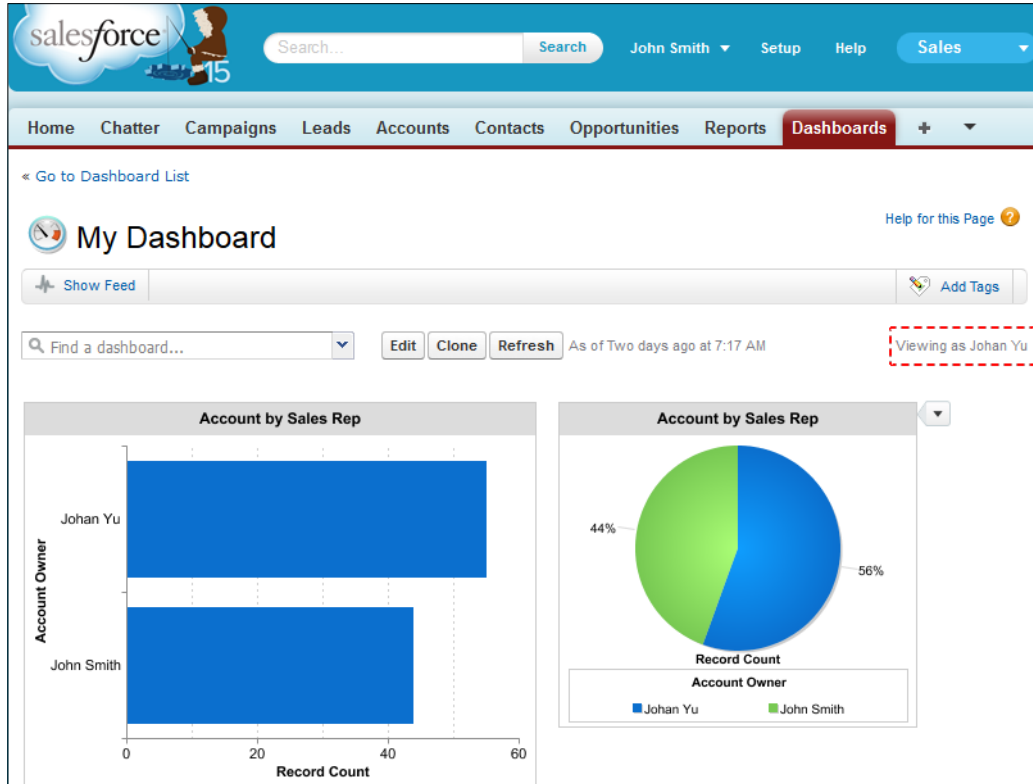 salesforce
15
Search...
Search
John Smith
Setup
Help
Sales
Home
Chatter
Campaigns
Leads
Accounts
Contacts
Opportunities
Reports
Dashboards
+
« Go to Dashboard List
My Dashboard
Help for this Page ?
Show Feed
Add Tags
Find a dashboard...
Edit
Clone
Refresh
As of Two days ago at 7:17 AM
Viewing as Johan Yu
Account by Sales Rep
Account Owner
Johan Yu
John Smith
0
20
40
60
Record Count
Account by Sales Rep
44%
56%
Record Count
Account Owner
Johan Yu
John Smith